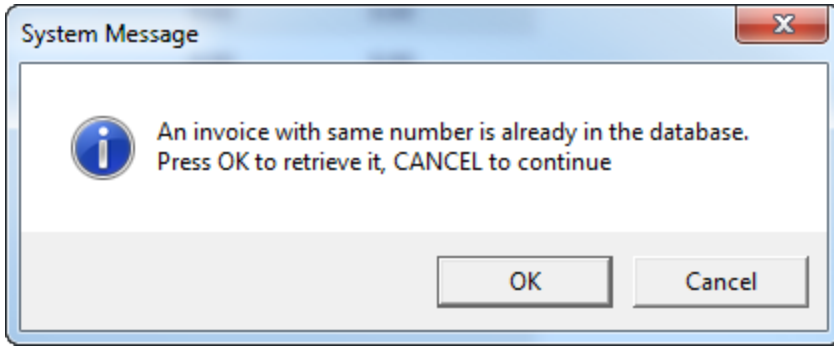 System Message
An invoice with same number is already in the database.
Press OK to retrieve it, CANCEL to continue
OK
Cancel